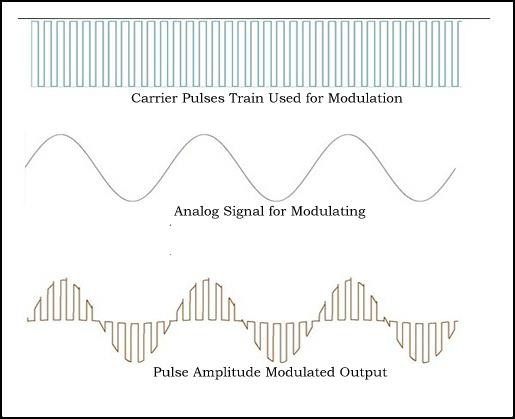 Carrier Pulses Train Used for Modulation
Analog Signal for Modulating
Pulse Amplitude Modulated Output